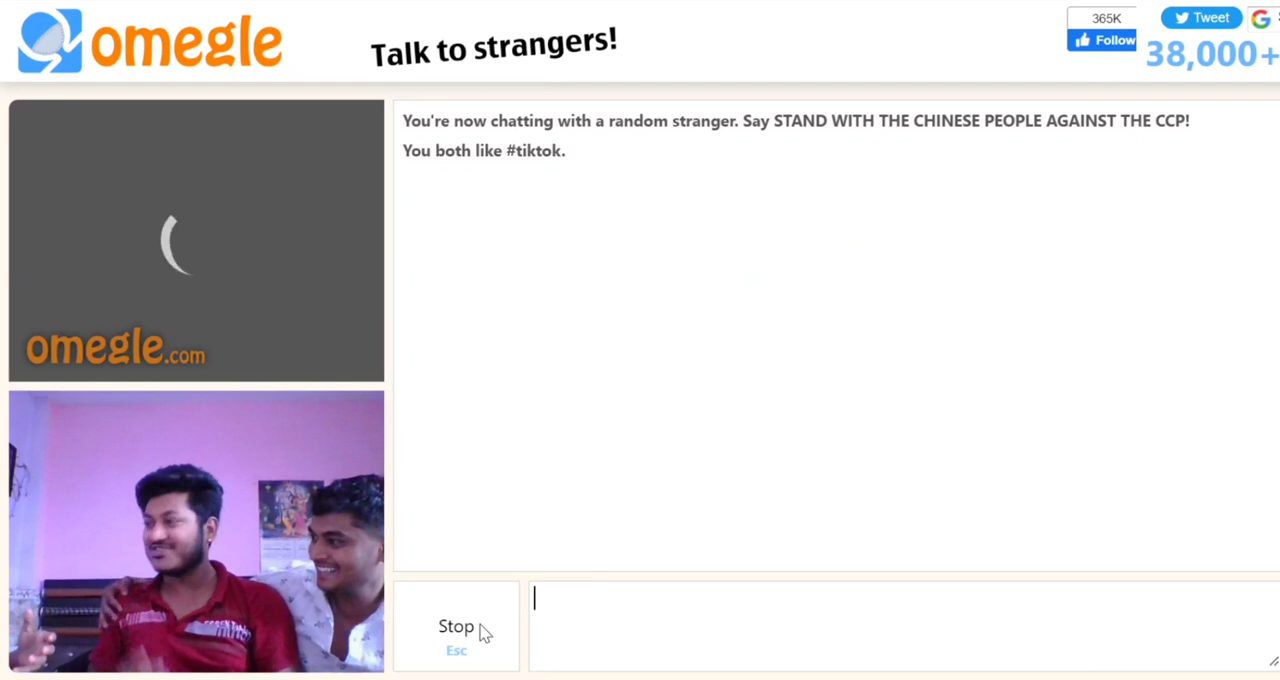 omegle
Talk to strangers!
365K
Follow
Tweet
38,000+
You're now chatting with a random stranger. Say STAND WITH THE CHINESE PEOPLE AGAINST THE CCP!
You both like #tiktok.
omegle.com
Stop
Esc